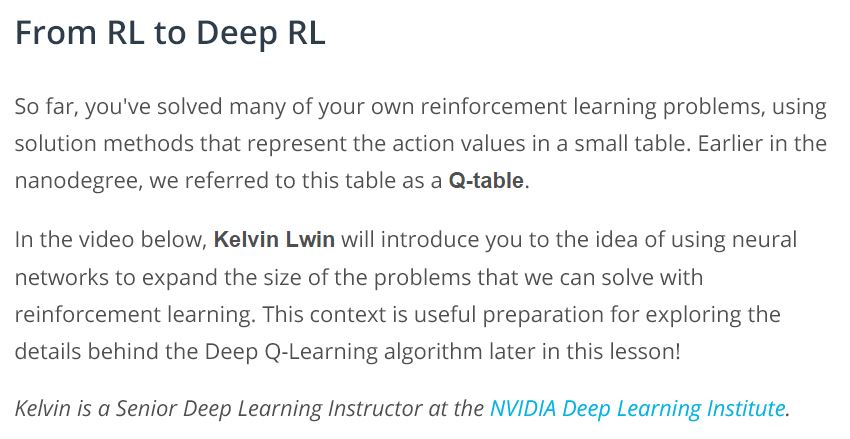 From RL to Deep RL
So far, you've solved many of your own reinforcement learning problems, using
solution methods that represent the action values in a small table. Earlier in the
nanodegree, we referred to this table as a Q-table.
In the video below, Kelvin Lwin will introduce you to the idea of using neural
networks to expand the size of the problems that we can solve with
reinforcement learning. This context is useful preparation for exploring the
details behind the Deep Q-Learning algorithm later in this lesson!
Kelvin is a Senior Deep Learning Instructor at the NVIDIA Deep Learning Institute.